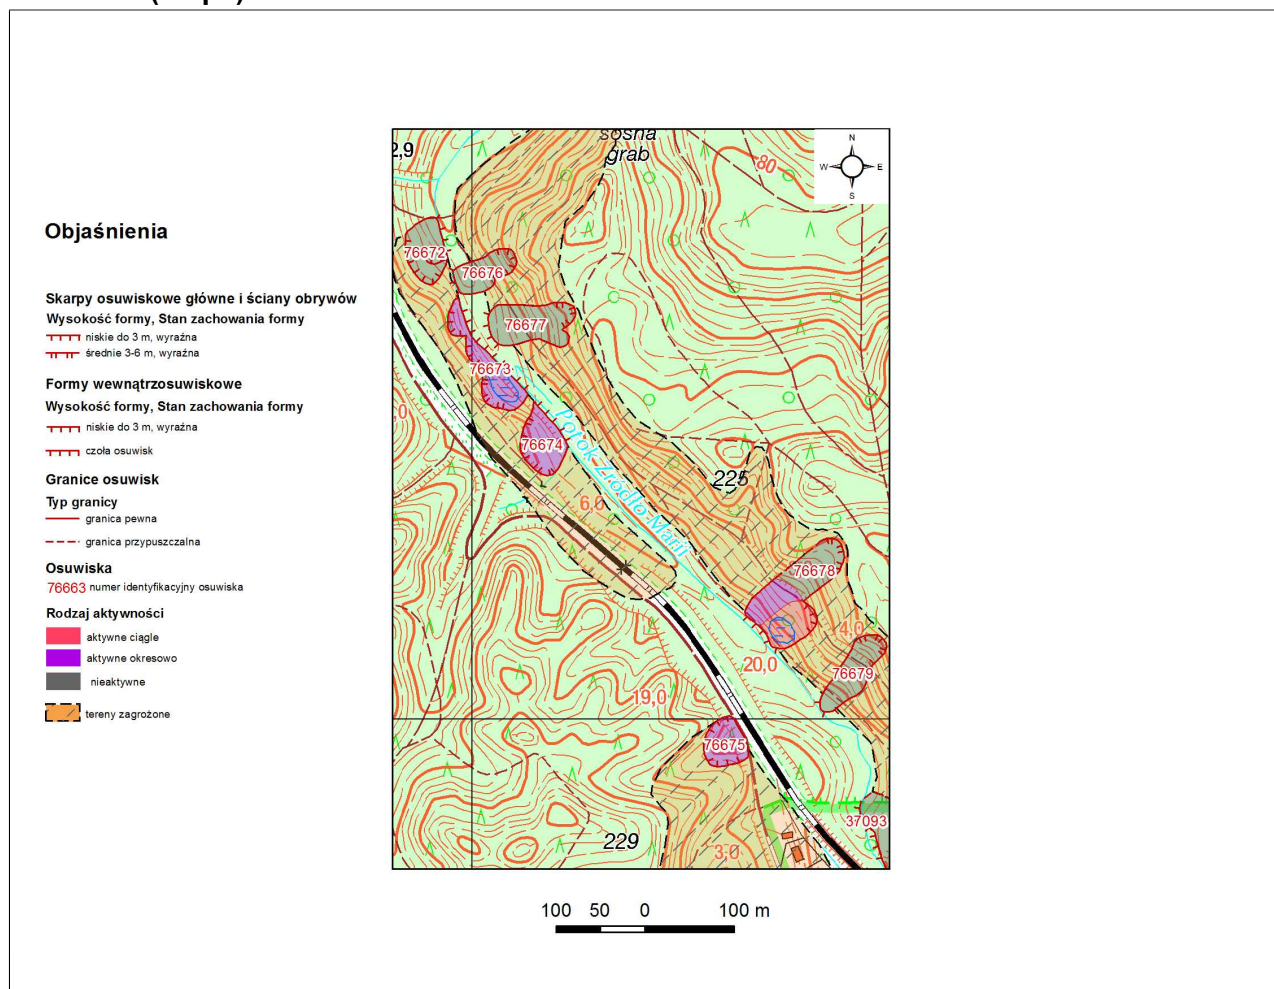 Objaśnienia
Skarpy osuwiskowe główne i ściany obrywów
Wysokość formy, Stan zachowania formy
niskie do 3 m, wyraźna
średnie 3-6 m, wyraźna
Formy wewnątrzosuwiskowe
Wysokość formy, Stan zachowania formy
niskie do 3 m, wyraźna
czoła osuwisk
Granice osuwisk
Typ granicy
granica pewna
granica przypuszczalna
Osuwiska
76663 numer identyfikacyjny osuwiska
Rodzaj aktywności
aktywne ciągle
aktywne okresowo
nieaktywne
tereny zagrożone
sosna
grab
2,9
80
N
W E
S
76672
76676
76677
76673
,0
76674
Potok Źródło Marii
225
6,0
76678
4,0
20,0
76679
19,0
76675
37093
229
3,0
100 50 0 100 m